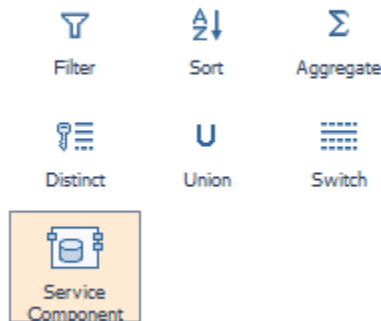 Filter
Sort
Aggregate
Distinct
Union
Switch
Service
Component